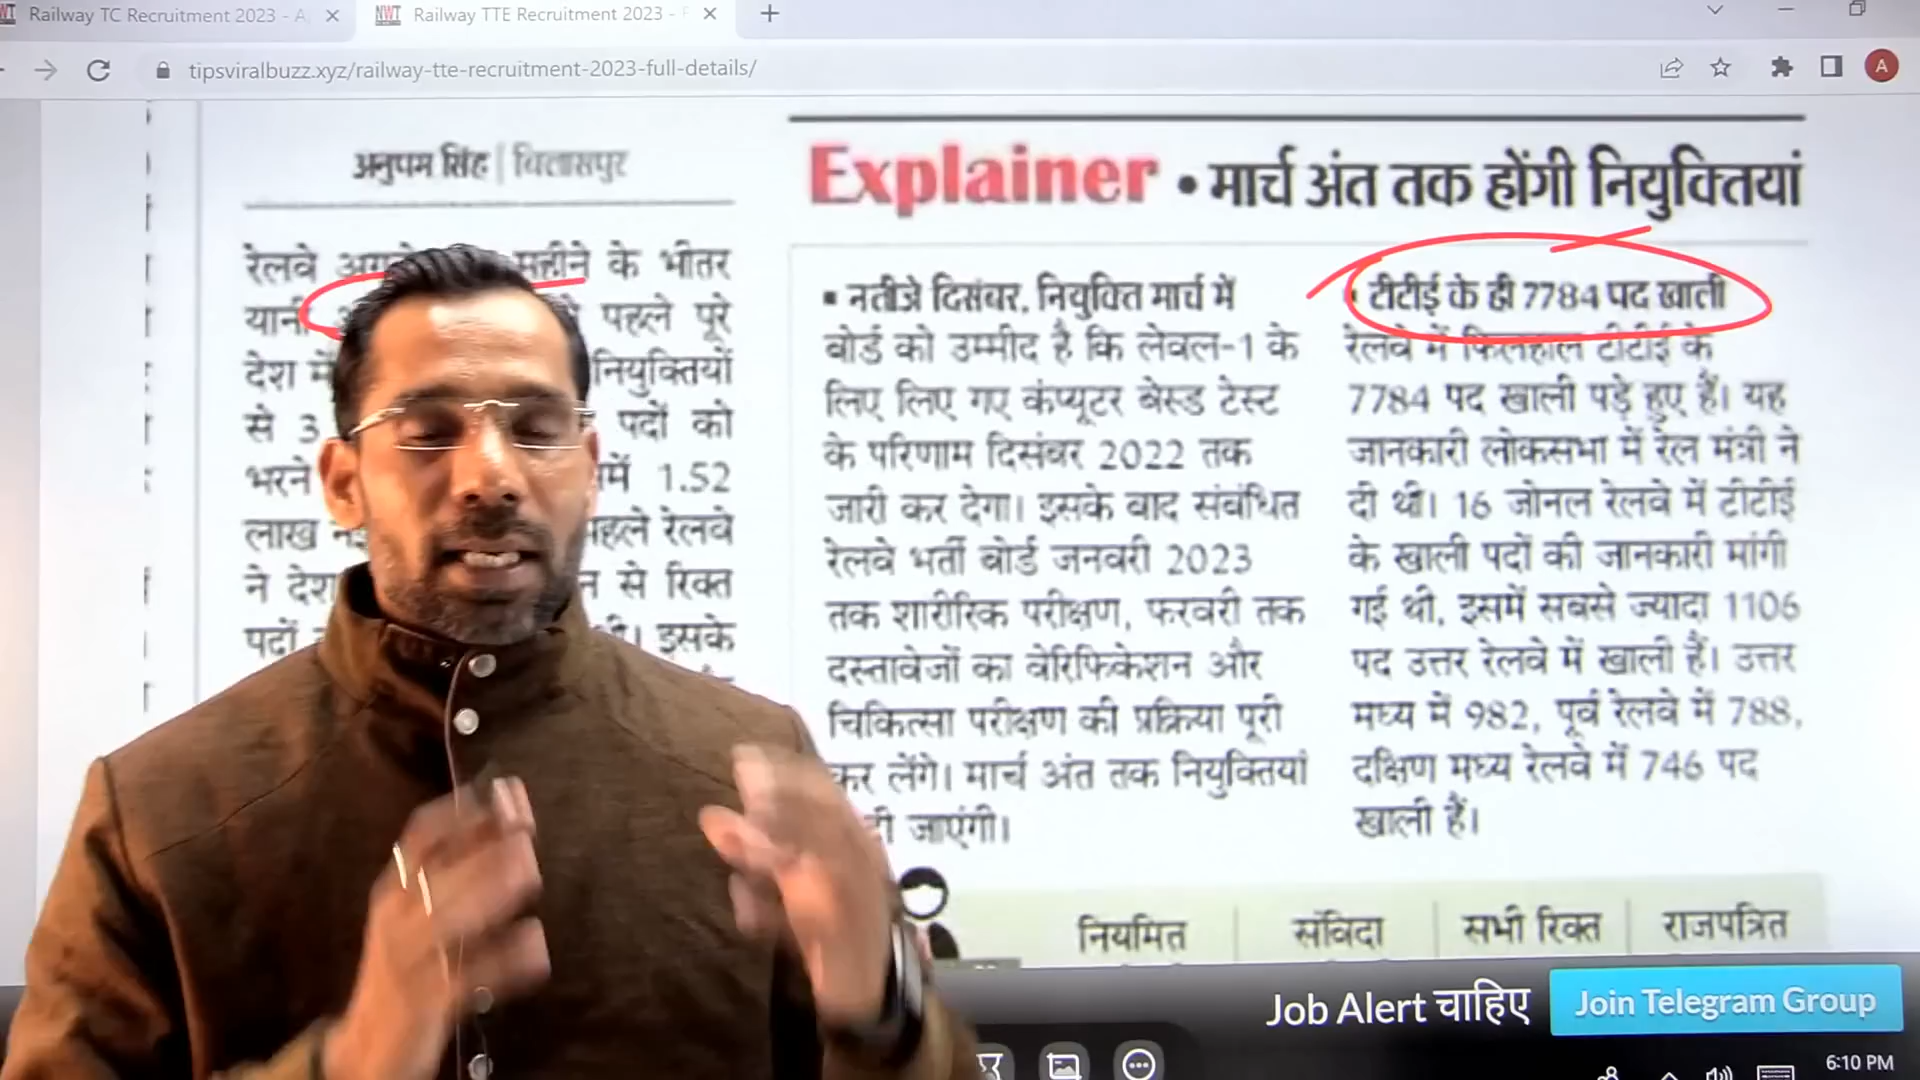 Railway TC Recruitment 2023 - A
Railway TTE Recruitment 2023 - F
tipsviralbuzz.xyz/railway-tte-recruitment-2023-full-details/
A
अनुपम सिंह | बिलासपुर
रेलवे महीने के भीतर
यानी पहले पूरे
देश में नियुक्तियों
से 3 पदों को
भरने 1.52
लाख पहले रेलवे
ने देश से रिक्त
पदों इसके
Explainer • मार्च अंत तक होंगी नियुक्तियां
▪ नतीजे दिसंबर, नियुक्ति मार्च में
बोर्ड को उम्मीद है कि लेवल-1 के
लिए लिए गए कंप्यूटर बेस्ड टेस्ट
के परिणाम दिसंबर 2022 तक
जारी कर देगा। इसके बाद संबंधित
रेलवे भर्ती बोर्ड जनवरी 2023
तक शारीरिक परीक्षण, फरवरी तक
दस्तावेजों का वेरिफिकेशन और
चिकित्सा परीक्षण की प्रक्रिया पूरी
कर लेंगे। मार्च अंत तक नियुक्तियां
दी जाएंगी।
▪ टीटीई के ही 7784 पद खाली
रेलवे में फिलहाल टीटीई के
7784 पद खाली पड़े हुए हैं। यह
जानकारी लोकसभा में रेल मंत्री ने
दी थी। 16 जोनल रेलवे में टीटीई
के खाली पदों की जानकारी मांगी
गई थी, इसमें सबसे ज्यादा 1106
पद उत्तर रेलवे में खाली हैं। उत्तर
मध्य में 982, पूर्व रेलवे में 788,
दक्षिण मध्य रेलवे में 746 पद
खाली हैं।
नियमित संविदा सभी रिक्त राजपत्रित
Job Alert चाहिए Join Telegram Group
6:10 PM